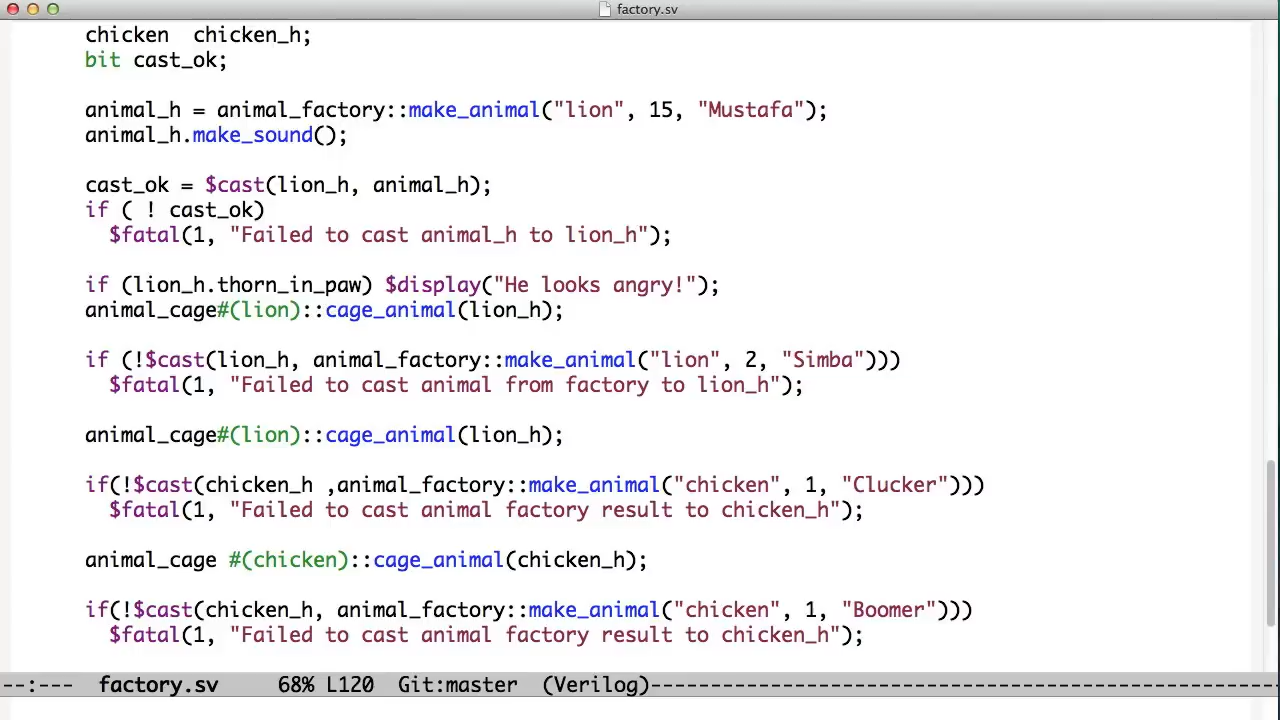 factory.sv
chicken  chicken_h;
bit cast_ok;
animal_h = animal_factory::make_animal("lion", 15, "Mustafa");
animal_h.make_sound();
cast_ok = $cast(lion_h, animal_h);
if ( ! cast_ok)
$fatal(1, "Failed to cast animal_h to lion_h");
if (lion_h.thorn_in_paw) $display("He looks angry!");
animal_cage#(lion)::cage_animal(lion_h);
if (!$cast(lion_h, animal_factory::make_animal("lion", 2, "Simba")))
$fatal(1, "Failed to cast animal from factory to lion_h");
animal_cage#(lion)::cage_animal(lion_h);
if(!$cast(chicken_h ,animal_factory::make_animal("chicken", 1, "Clucker")))
$fatal(1, "Failed to cast animal factory result to chicken_h");
animal_cage #(chicken)::cage_animal(chicken_h);
if(!$cast(chicken_h, animal_factory::make_animal("chicken", 1, "Boomer")))
$fatal(1, "Failed to cast animal factory result to chicken_h");
--:---  factory.sv     68% L120  Git:master  (Verilog)----------------------------------------------------